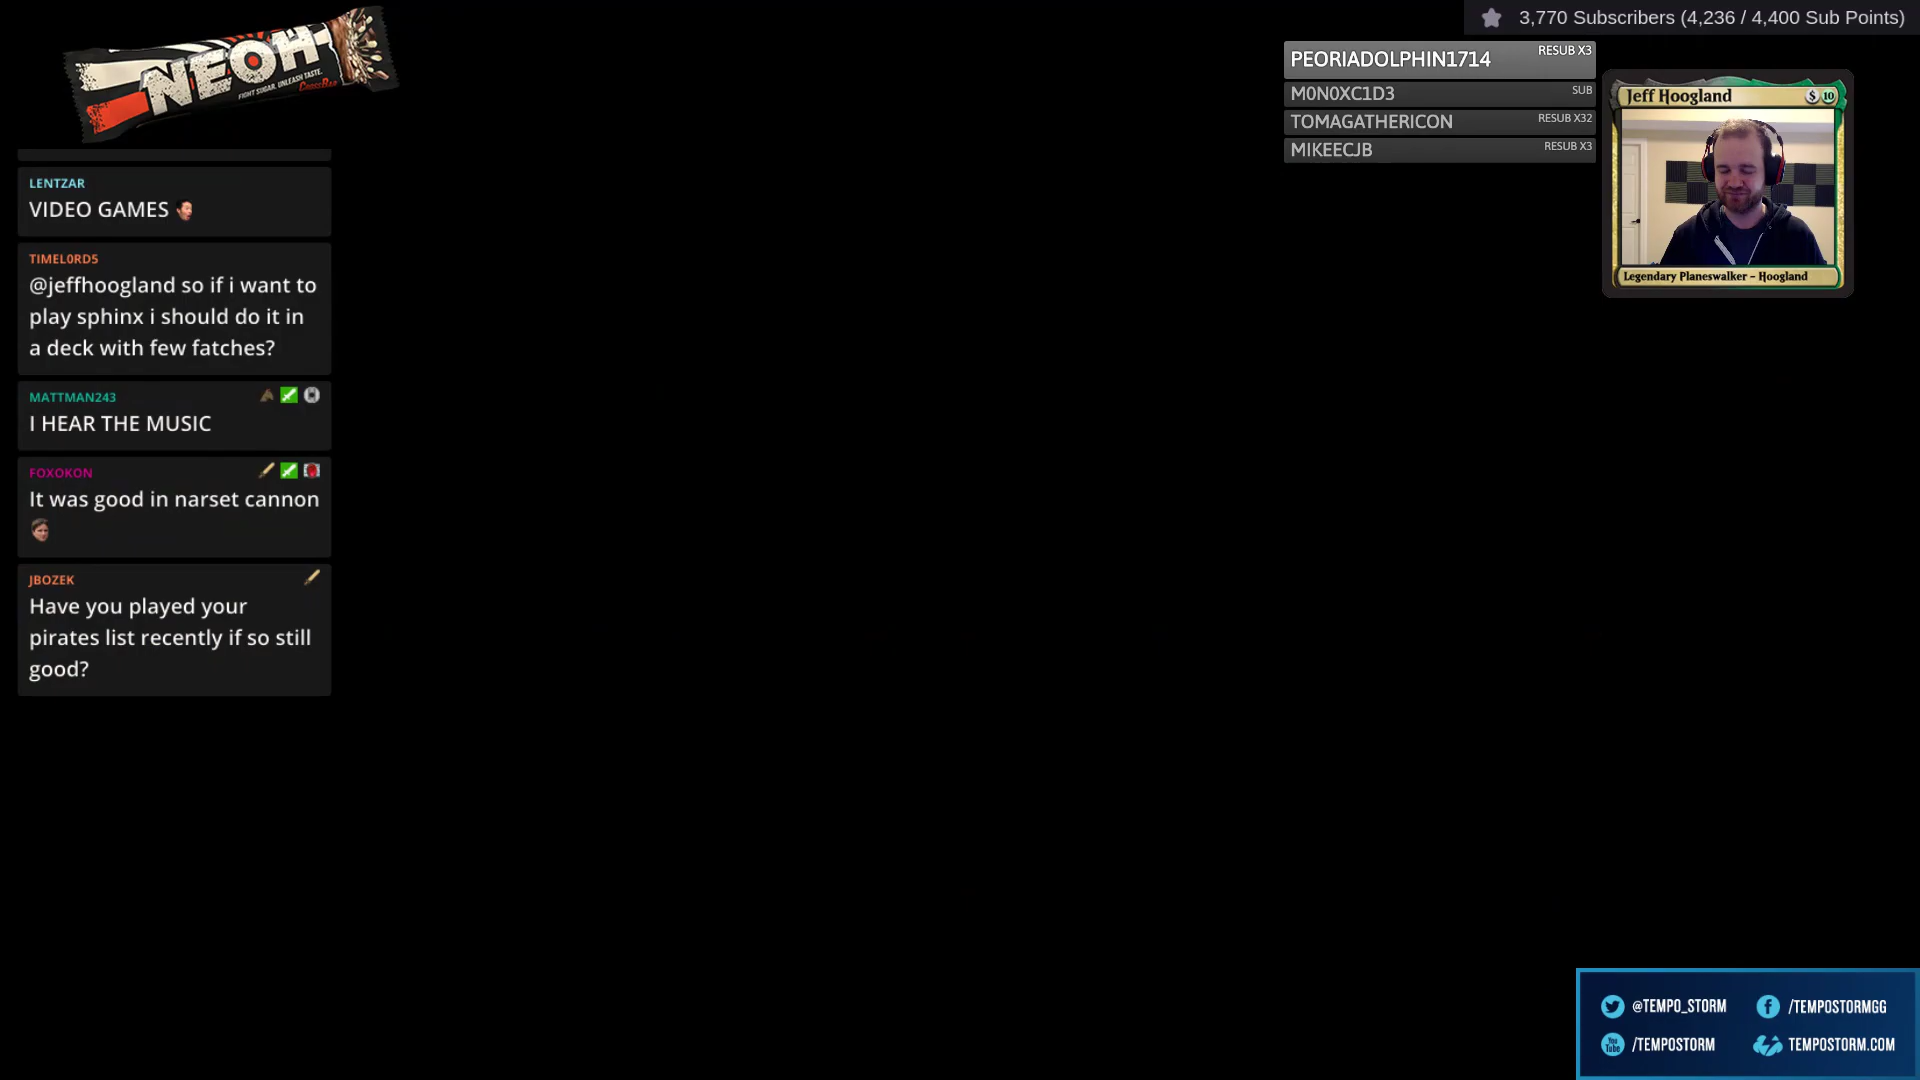 NEOH
FIGHT SUGAR. UNLEASH TASTE.
CROSSBAR
3,770 Subscribers (4,236 / 4,400 Sub Points)
PEORIADOLPHIN1714 RESUB X3
M0N0XC1D3 SUB
TOMAGATHERICON RESUB X32
MIKEECJB RESUB X3
Jeff Hoogland $ 10
Legendary Planeswalker - Hoogland
LENTZAR
VIDEO GAMES
TIMEL0RD5
@jeffhoogland so if i want to
play sphinx i should do it in
a deck with few fatches?
MATTMAN243
I HEAR THE MUSIC
FOXOKON
It was good in narset cannon
JBOZEK
Have you played your
pirates list recently if so still
good?
@TEMPO_STORM /TEMPOSTORMGG
You Tube /TEMPOSTORM TEMPOSTORM.COM